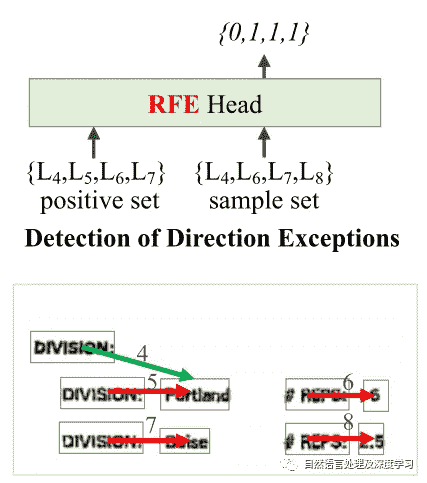 {0,1,1,1}
RFE Head
{L4,L5,L6,L7} {L4,L6,L7,L8}
positive set sample set
Detection of Direction Exceptions
DIVISION:
4
5 6
DIVISION: Portland # REPS: 6
7 8
DIVISION: Boise # REPS: 2.5
自然语言处理及深度学习